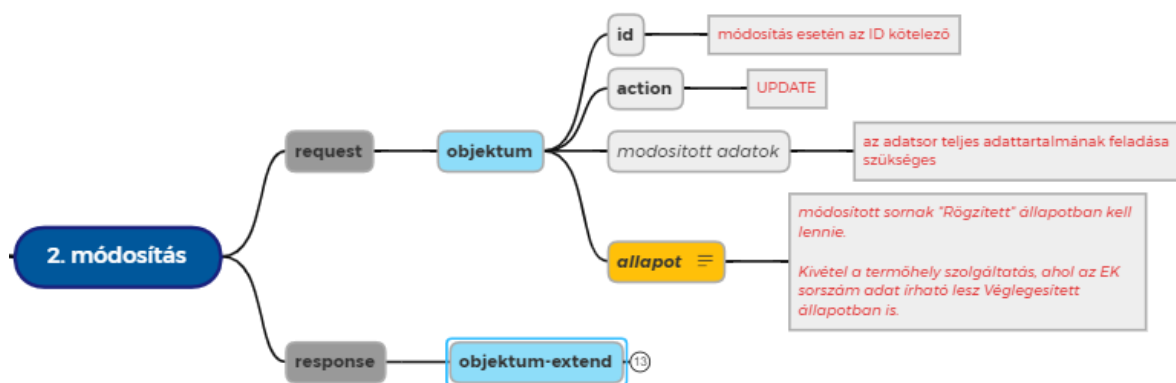 id
módosítás esetén az ID kötelező
action
UPDATE
request
objektum
modosított adatok
az adatsor teljes adattartalmának feladása
szükséges
2. módosítás
allapot
módosított sornak "Rögzített" állapotban kell
lennie.
Kivétel a termőhely szolgáltatás, ahol az EK
sorszám adat írható lesz Véglegesített
állapotban is.
response
objektum-extend
13